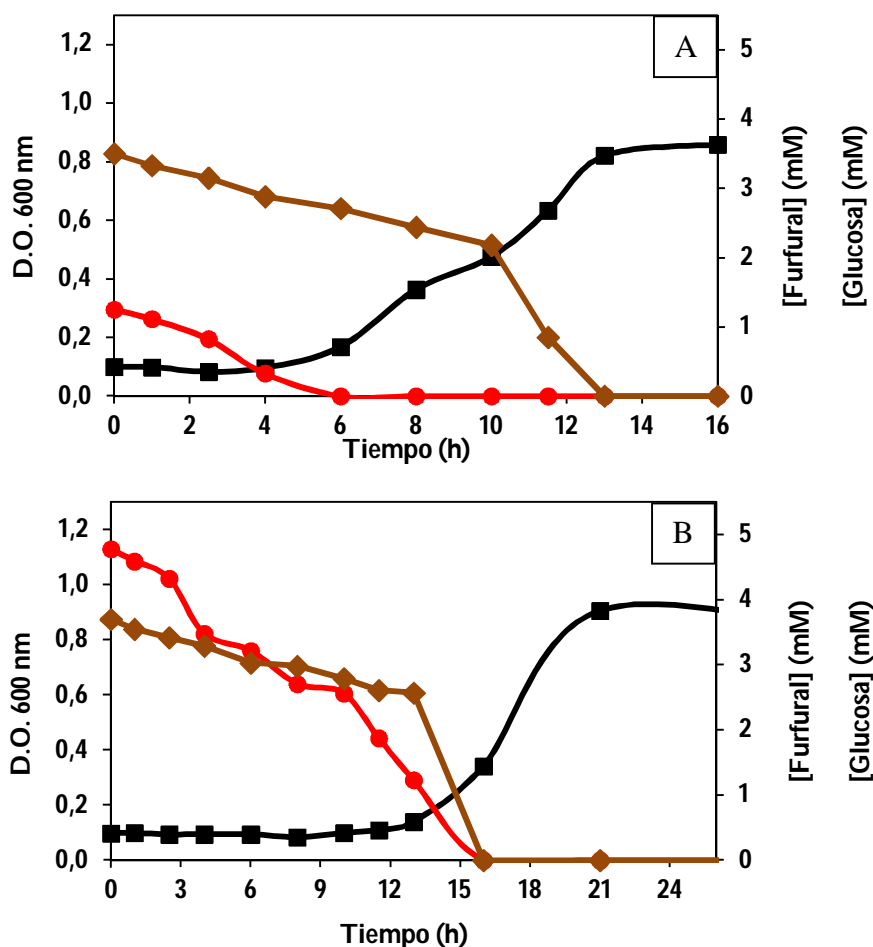 A
D.O. 600 nm
1,2
1,0
0,8
0,6
0,4
0,2
0,0
5
4
3
2
1
0
[Furfural] (mM)
[Glucosa] (mM)
0 2 4 6 8 10 12 14 16
Tiempo (h)
B
D.O. 600 nm
1,2
1,0
0,8
0,6
0,4
0,2
0,0
5
4
3
2
1
0
[Furfural] (mM)
[Glucosa] (mM)
0 3 6 9 12 15 18 21 24
Tiempo (h)